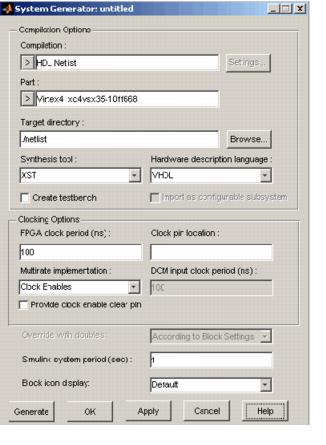 System Generator: untitled
Compilation Options
Compilation :
> HDL Netlist
Settings...
Part :
> Virtex4 xc4vsx35-10ff668
Target directory :
./netlist
Browse...
Synthesis tool :
Hardware description language :
XST
VHDL
Create testbench
Import as configurable subsystem
Clocking Options
FPGA clock period (ns) :
Clock pin location :
100
Multirate implementation :
DCM input clock period (ns) :
Clock Enables
100
Provide clock enable clear pin
Override with doubles :
According to Block Settings
Simulink system period (sec) :
1
Block icon display:
Default
Generate
OK
Apply
Cancel
Help